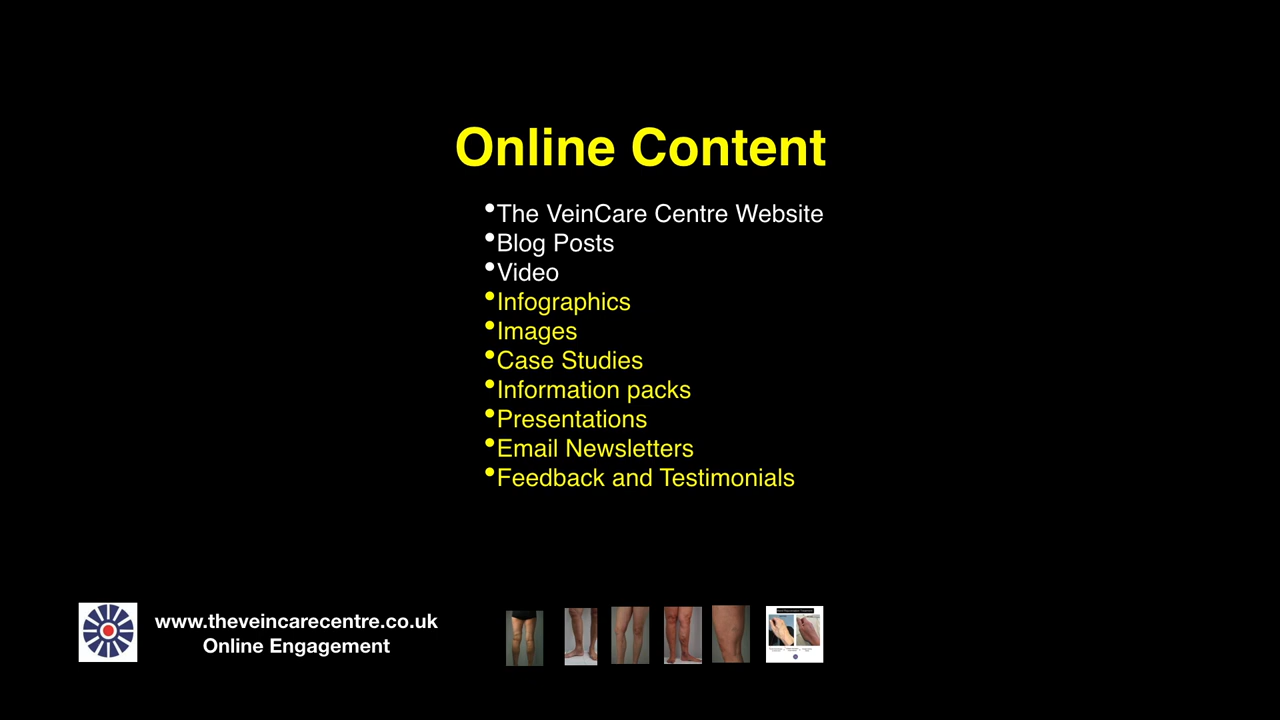 Online Content
•The VeinCare Centre Website
•Blog Posts
•Video
•Infographics
•Images
•Case Studies
•Information packs
•Presentations
•Email Newsletters
•Feedback and Testimonials
www.theveincarecentre.co.uk
Online Engagement